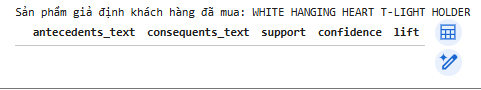 Sản phẩm giả định khách hàng đã mua: WHITE HANGING HEART T-LIGHT HOLDER
antecedents_text consequents_text support confidence lift